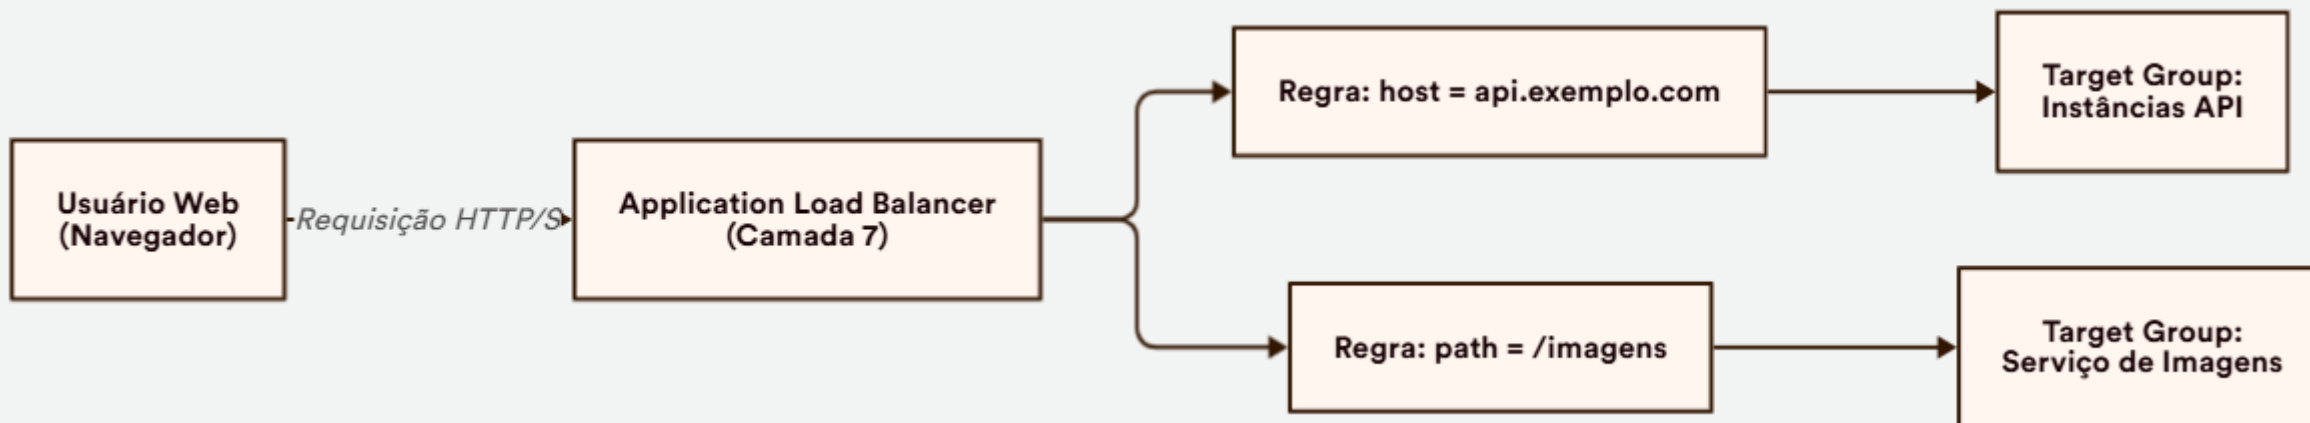 Usuário Web
(Navegador)
Requisição HTTP/S
Application Load Balancer
(Camada 7)
Regra: host = api.exemplo.com
Target Group:
Instâncias API
Regra: path = /imagens
Target Group:
Serviço de Imagens